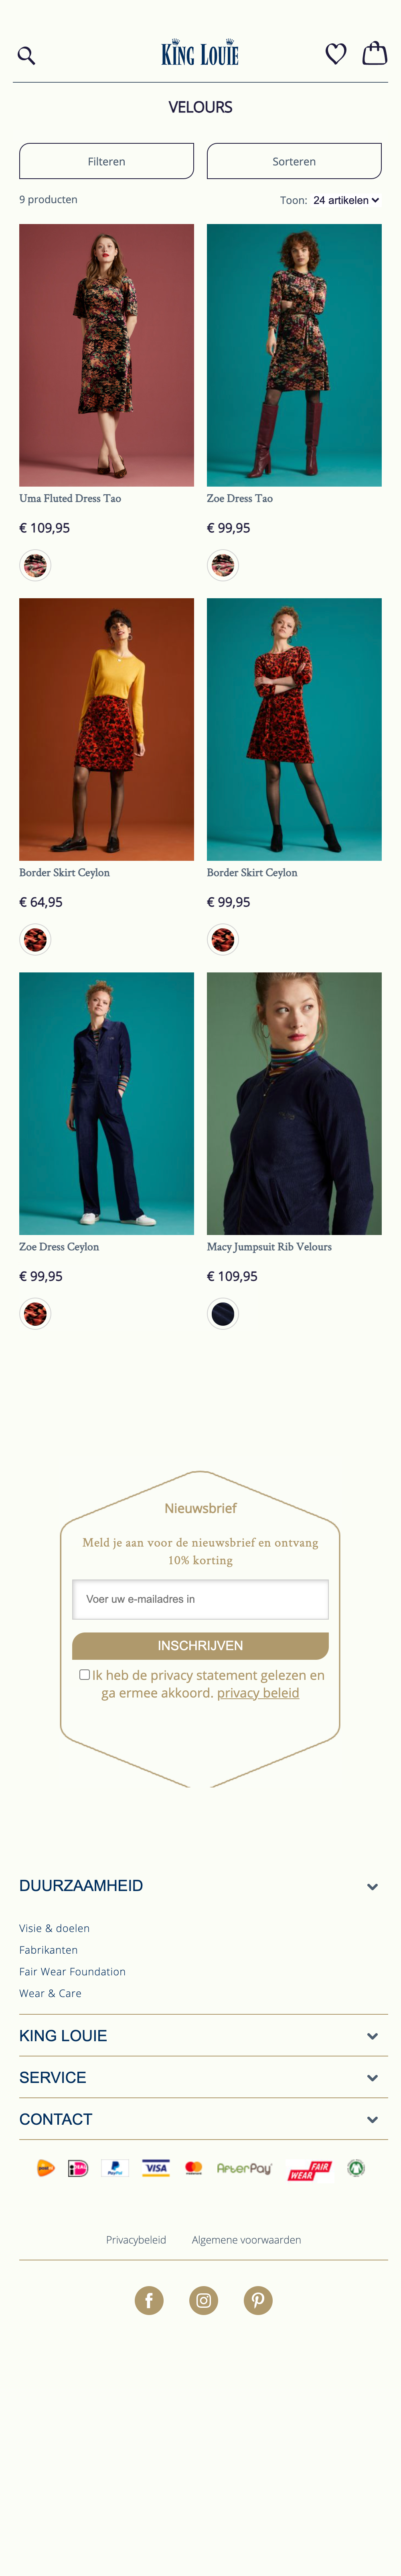 KING LOUIE
VELOURS
Filteren
Sorteren
9 producten
Toon: 24 artikelen
Uma Fluted Dress Tao
Zoe Dress Tao
€ 109,95
€ 99,95
Border Skirt Ceylon
Border Skirt Ceylon
€ 64,95
€ 99,95
Zoe Dress Ceylon
Macy Jumpsuit Rib Velours
€ 99,95
€ 109,95
Nieuwsbrief
Meld je aan voor de nieuwsbrief en ontvang
10% korting
Voer uw e-mailadres in
INSCHRIJVEN
Ik heb de privacy statement gelezen en
ga ermee akkoord. privacy beleid
DUURZAAMHEID
Visie & doelen
Fabrikanten
Fair Wear Foundation
Wear & Care
KING LOUIE
SERVICE
CONTACT
iDEAL PayPal VISA AfterPay FAIR WEAR
Privacybeleid
Algemene voorwaarden